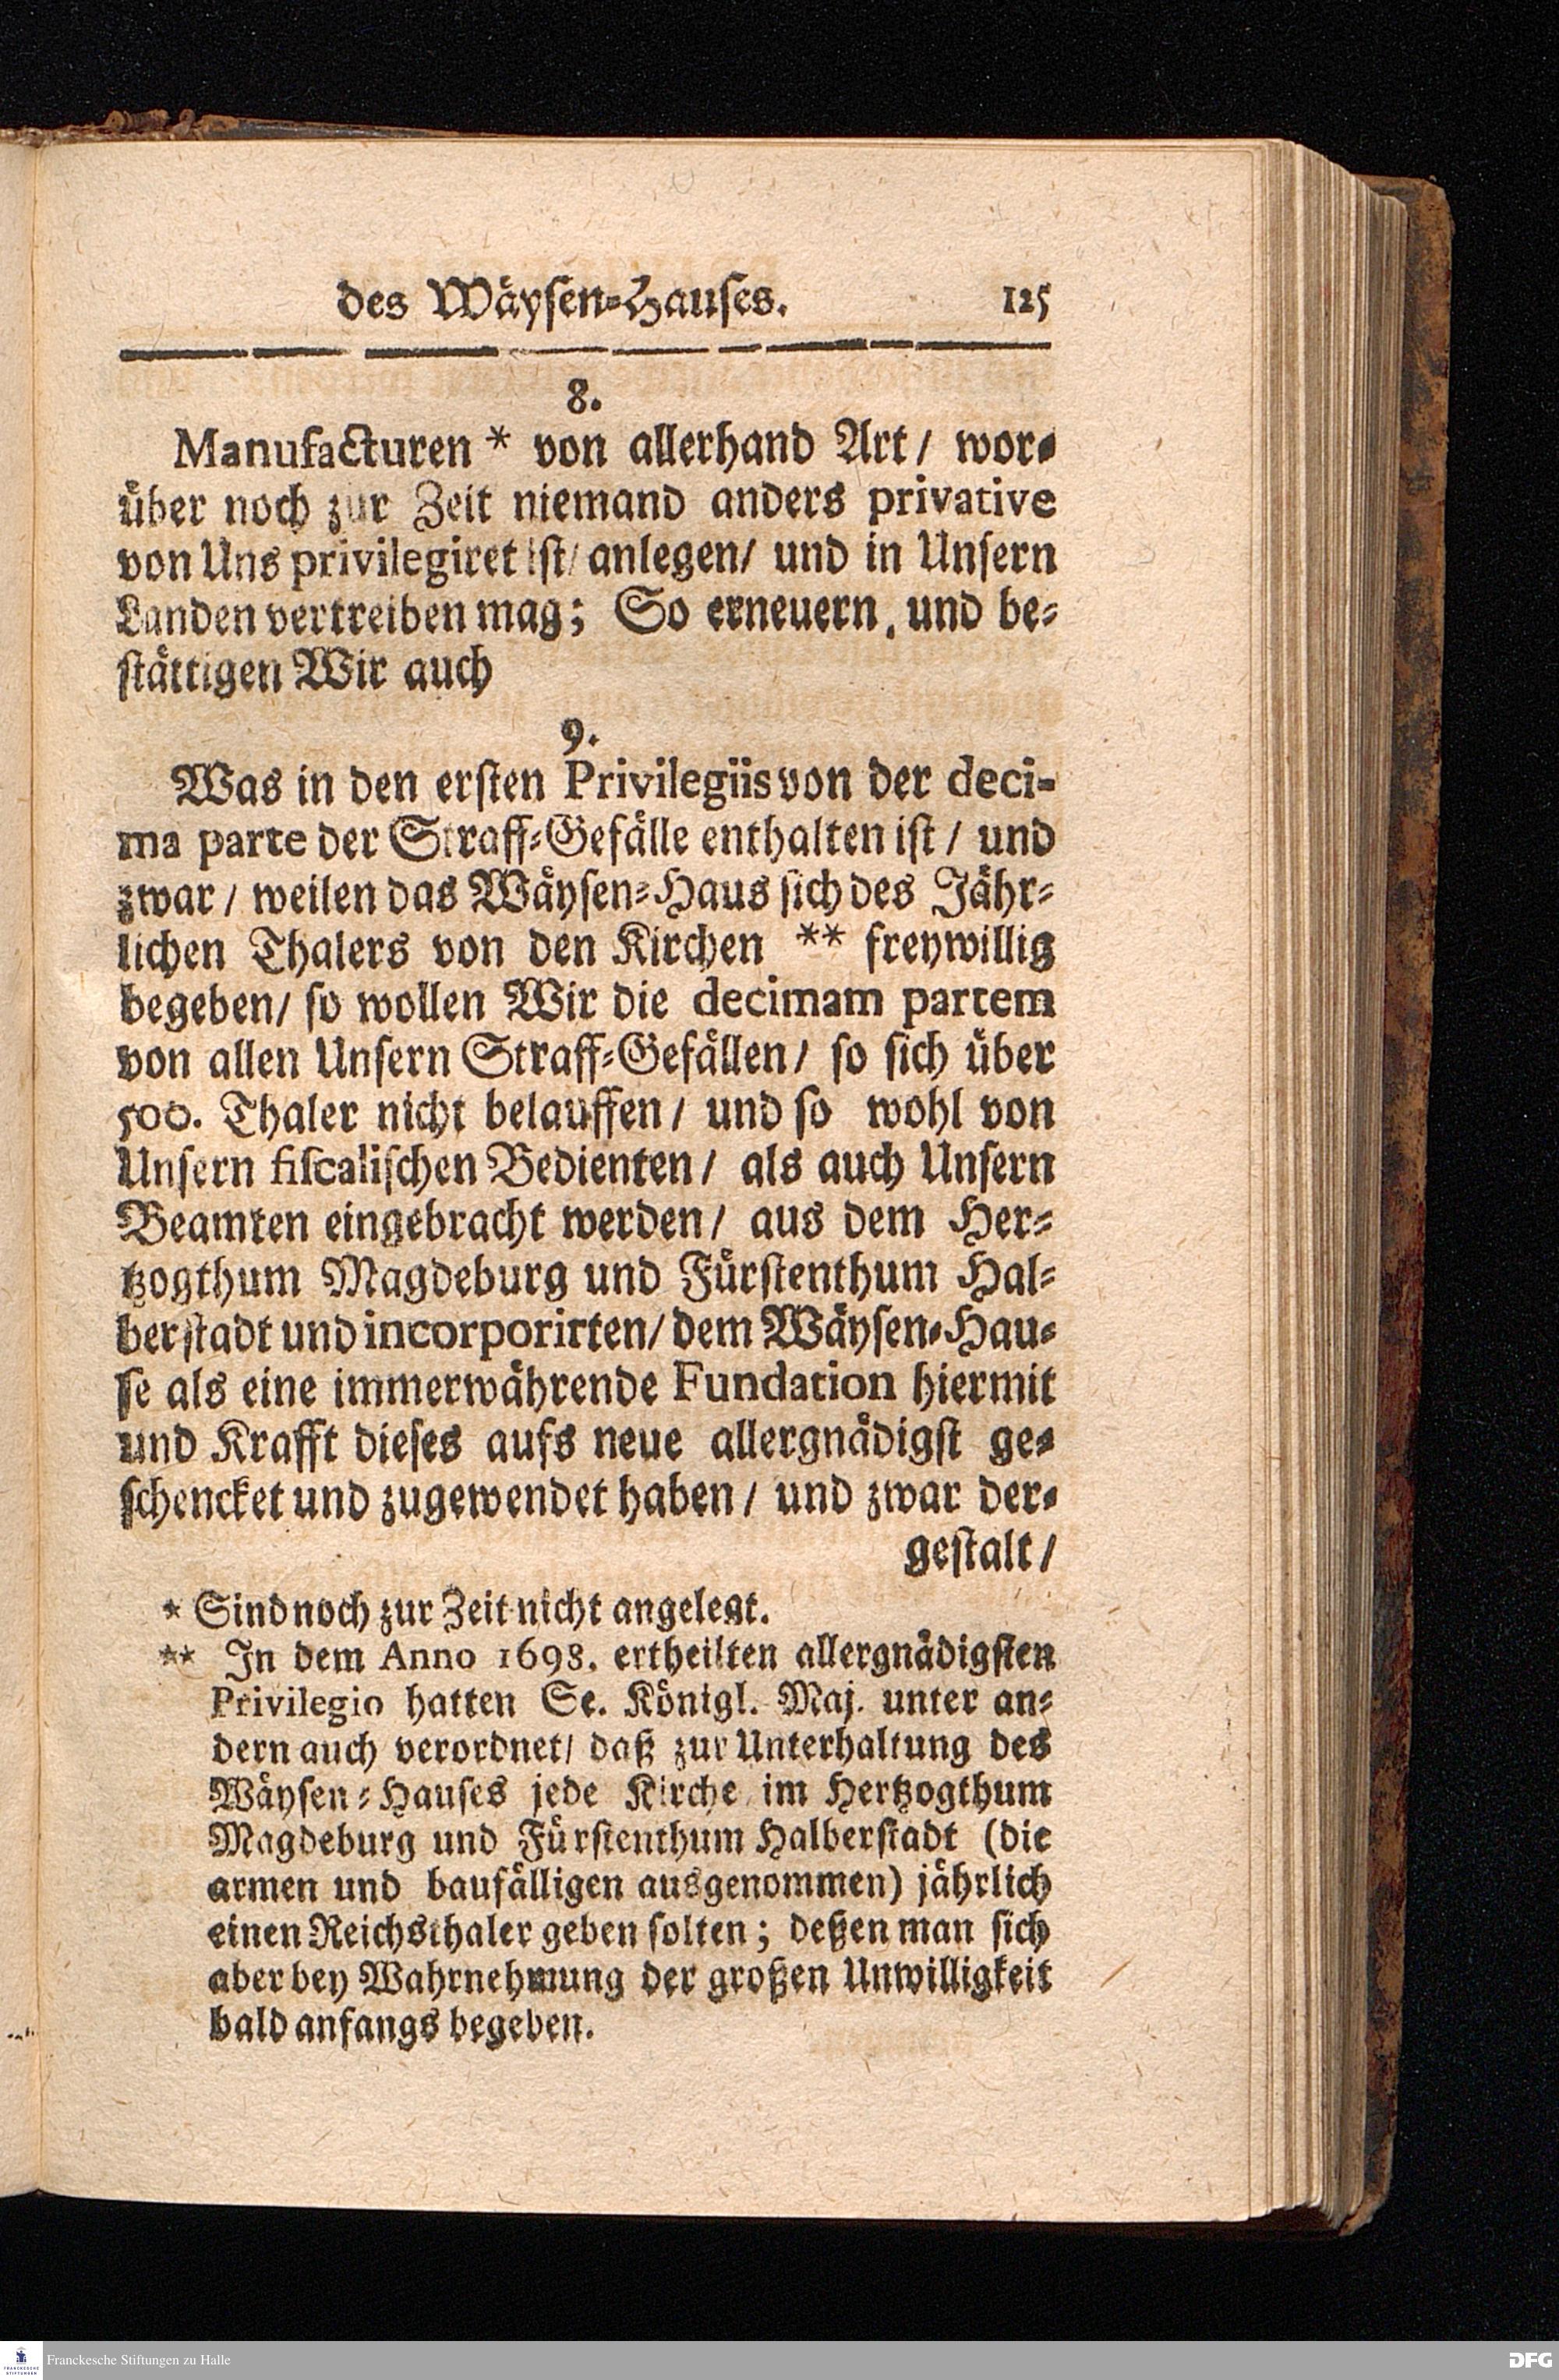 des Wäysen-Hauses. 125
8.
Manufacturen * von allerhand Art/ wor-
über noch zur Zeit niemand anders privative
von Uns privilegiret ist/ anlegen/ und in Unsern
Landen vertreiben mag; So erneuern, und be-
stättigen Wir auch
9.
Was in den ersten Privilegiis von der deci-
ma parte der Straff-Gefälle enthalten ist / und
zwar / weilen das Wäysen-Haus sich des Jähr-
lichen Thalers von den Kirchen ** freywillig
begeben/ so wollen Wir die decimam partem
von allen Unsern Straff-Gefällen/ so sich über
500. Thaler nicht belauffen / und so wohl von
Unsern fiscalischen Bedienten / als auch Unsern
Beamten eingebracht werden/ aus dem Her-
tzogthum Magdeburg und Fürstenthum Hal-
berstadt und incorporirten/ dem Wäysen-Hau-
se als eine immerwährende Fundation hiermit
und Krafft dieses aufs neue allergnädigst ge-
schencket und zugewendet haben / und zwar der-
gestalt /
* Sind noch zur Zeit nicht angelegt.
** In dem Anno 1698. ertheilten allergnädigsten
Privilegio hatten Se. Königl. Maj. unter an-
dern auch verordnet/ daß zur Unterhaltung des
Wäysen-Hauses jede Kirche im Hertzogthum
Magdeburg und Fürstenthum Halberstadt (die
armen und baufälligen ausgenommen) jährlich
einen Reichsthaler geben solten; deßen man sich
aber bey Wahrnehmung der großen Unwilligkeit
bald anfangs begeben.
FRANCKESCHE
STIFTUNGEN
Franckesche Stiftungen zu Halle
DFG